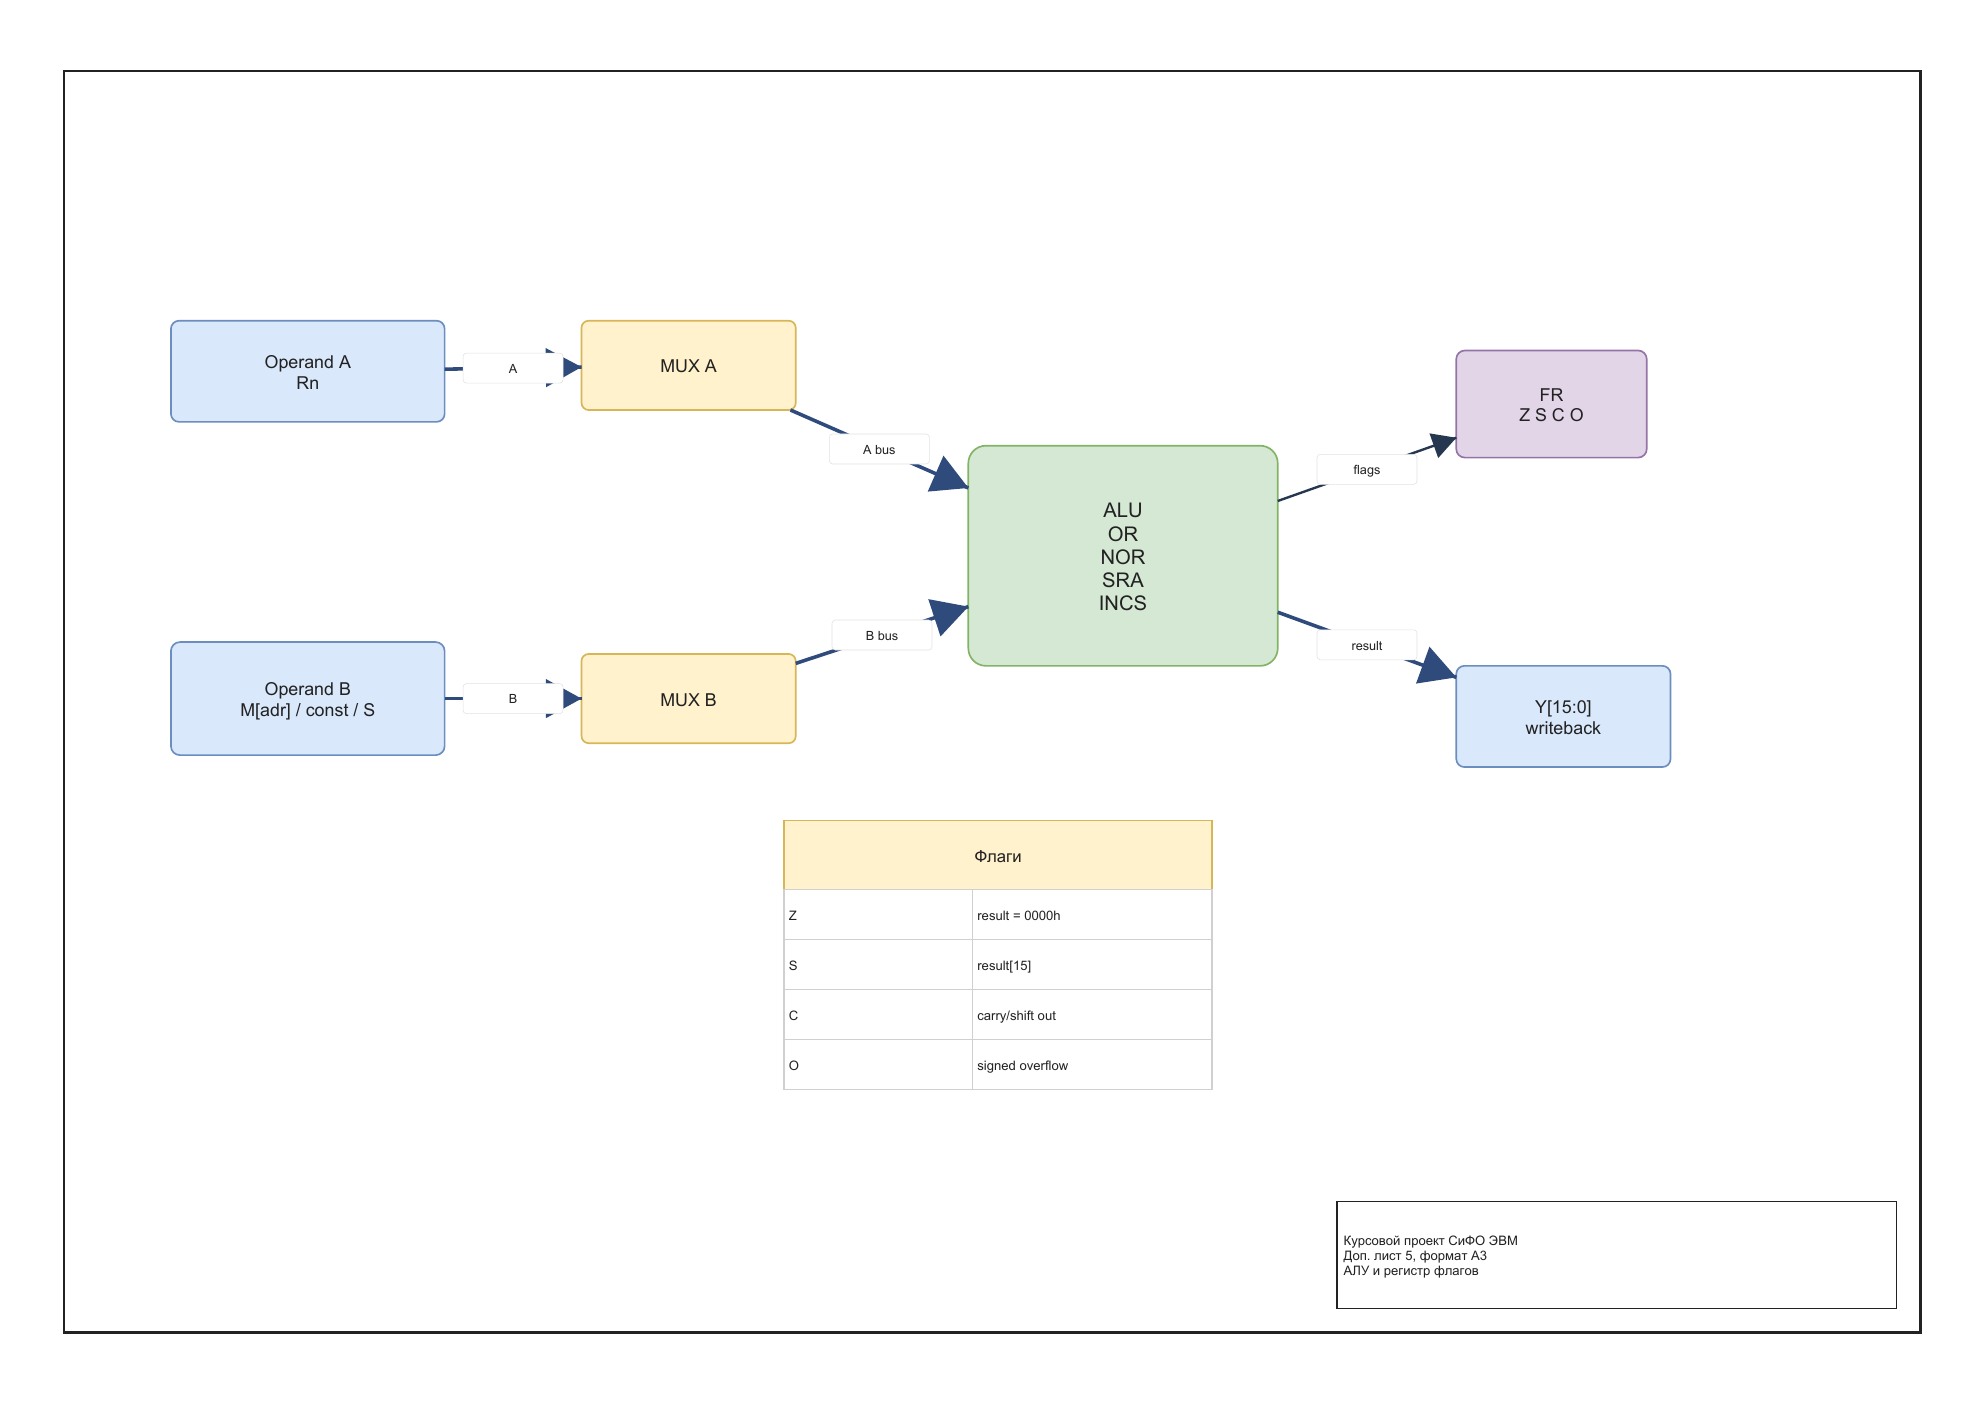 Operand A
Rn
A
MUX A
A bus
Operand B
M[adr] / const / S
B
MUX B
B bus
ALU
OR
NOR
SRA
INCS
flags
FR
Z S C O
result
Y[15:0]
writeback
Флаги
Z result = 0000h
S result[15]
C carry/shift out
O signed overflow
Курсовой проект СиФО ЭВМ
Доп. лист 5, формат А3
АЛУ и регистр флагов